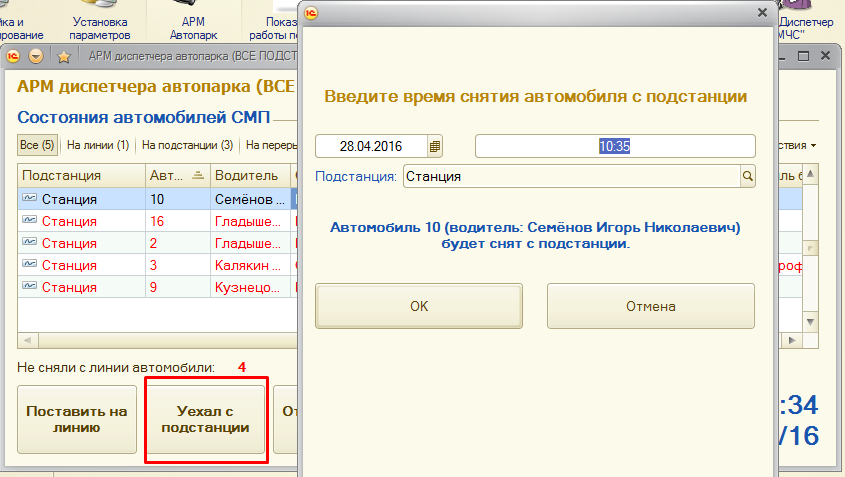 йка и
ирование
Установка
параметров
АРМ
Автопарк
Показ
работы по
Диспетчер
МЧС"
АРМ диспетчера автопарка (ВСЕ ПОДСТ
АРМ диспетчера автопарка (ВСЕ
Состояния автомобилей СМП
Все (5) На линии (1) На подстанции (3) На переры
ствия
Подстанция Авт... Водитель
Станция 10 Семёнов ...
Станция 16 Гладыше...
Станция 2 Гладыше...
Станция 3 Калякин ...
Станция 9 Кузнецо...
Не сняли с линии автомобили: 4
Поставить на
линию
Уехал с
подстанции
От
:34
/16
Введите время снятия автомобиля с подстанции
28.04.2016 10:35
Подстанция: Станция
Автомобиль 10 (водитель: Семёнов Игорь Николаевич)
будет снят с подстанции.
OK Отмена